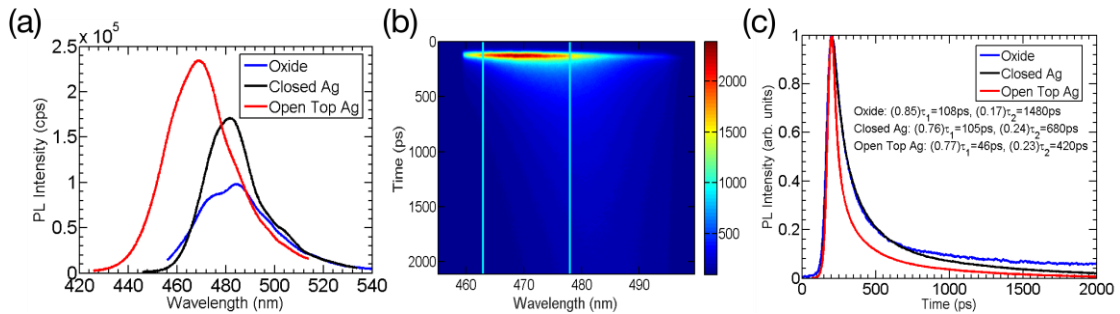 (a)
2.5 × 10^5
2
1.5
1
0.5
0
420 440 460 480 500 520 540
Wavelength (nm)
PL Intensity (cps)
Oxide
Closed Ag
Open Top Ag
(b)
0
500
1000
1500
2000
460 470 480 490
Wavelength (nm)
Time (ps)
2000
1500
1000
500
(c)
1
0.8
0.6
0.4
0.2
0
0 500 1000 1500 2000
Time (ps)
PL Intensity (arb. units)
Oxide
Closed Ag
Open Top Ag
Oxide: (0.85)τ1=108ps, (0.17)τ2=1480ps
Closed Ag: (0.76)τ1=105ps, (0.24)τ2=680ps
Open Top Ag: (0.77)τ1=46ps, (0.23)τ2=420ps